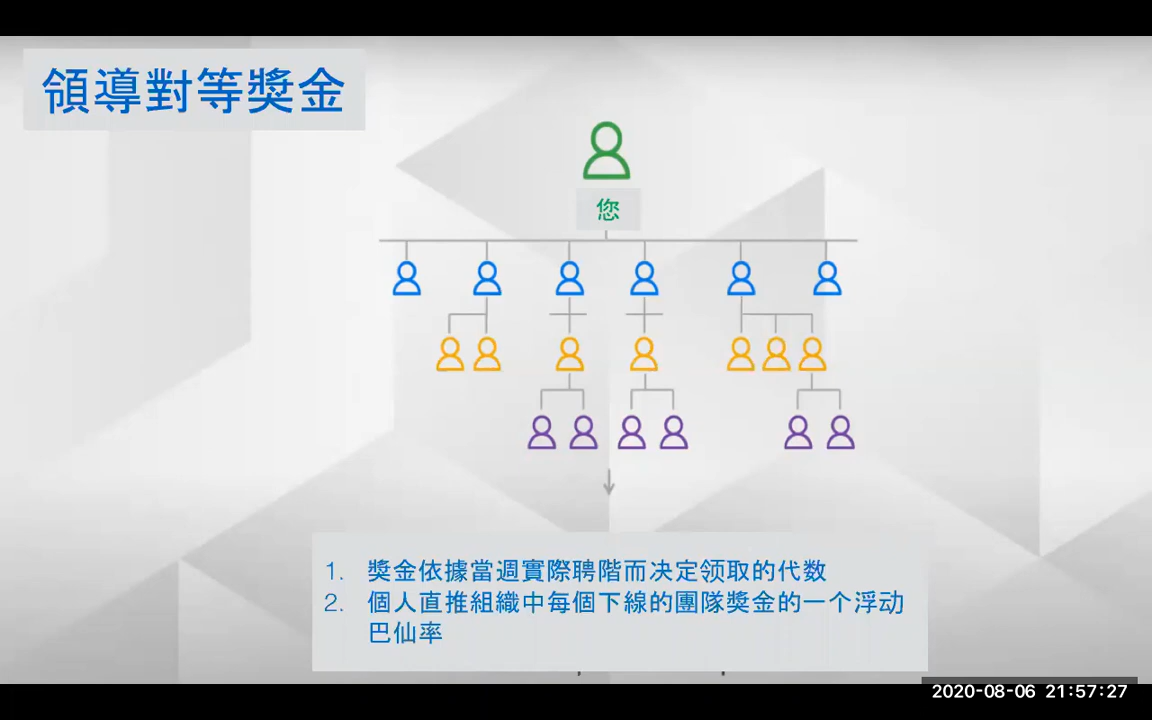 領導對等獎金
您
1. 獎金依據當週實際聘階而决定领取的代数
2. 個人直推組織中每個下線的團隊獎金的一个浮动
巴仙率
2020-08-06 21:57:27